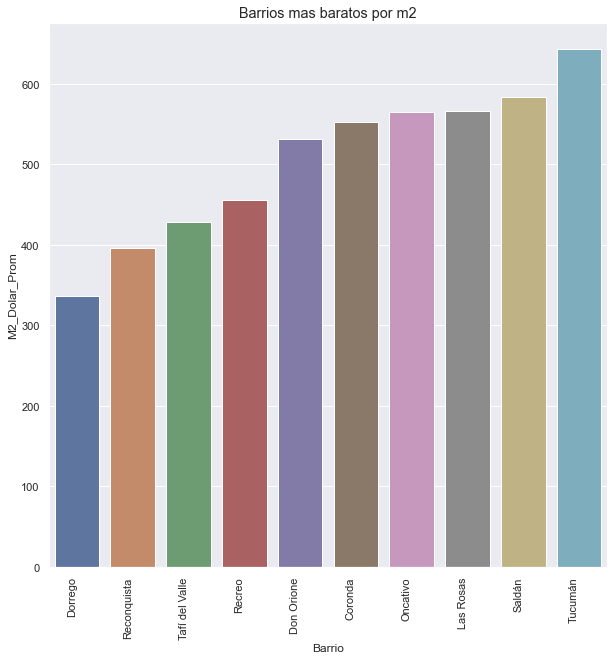 Barrios mas baratos por m2
M2_Dolar_Prom
600
500
400
300
200
100
0
Dorrego
Reconquista
Tafí del Valle
Recreo
Don Orione
Coronda
Oncativo
Las Rosas
Saldán
Tucumán
Barrio